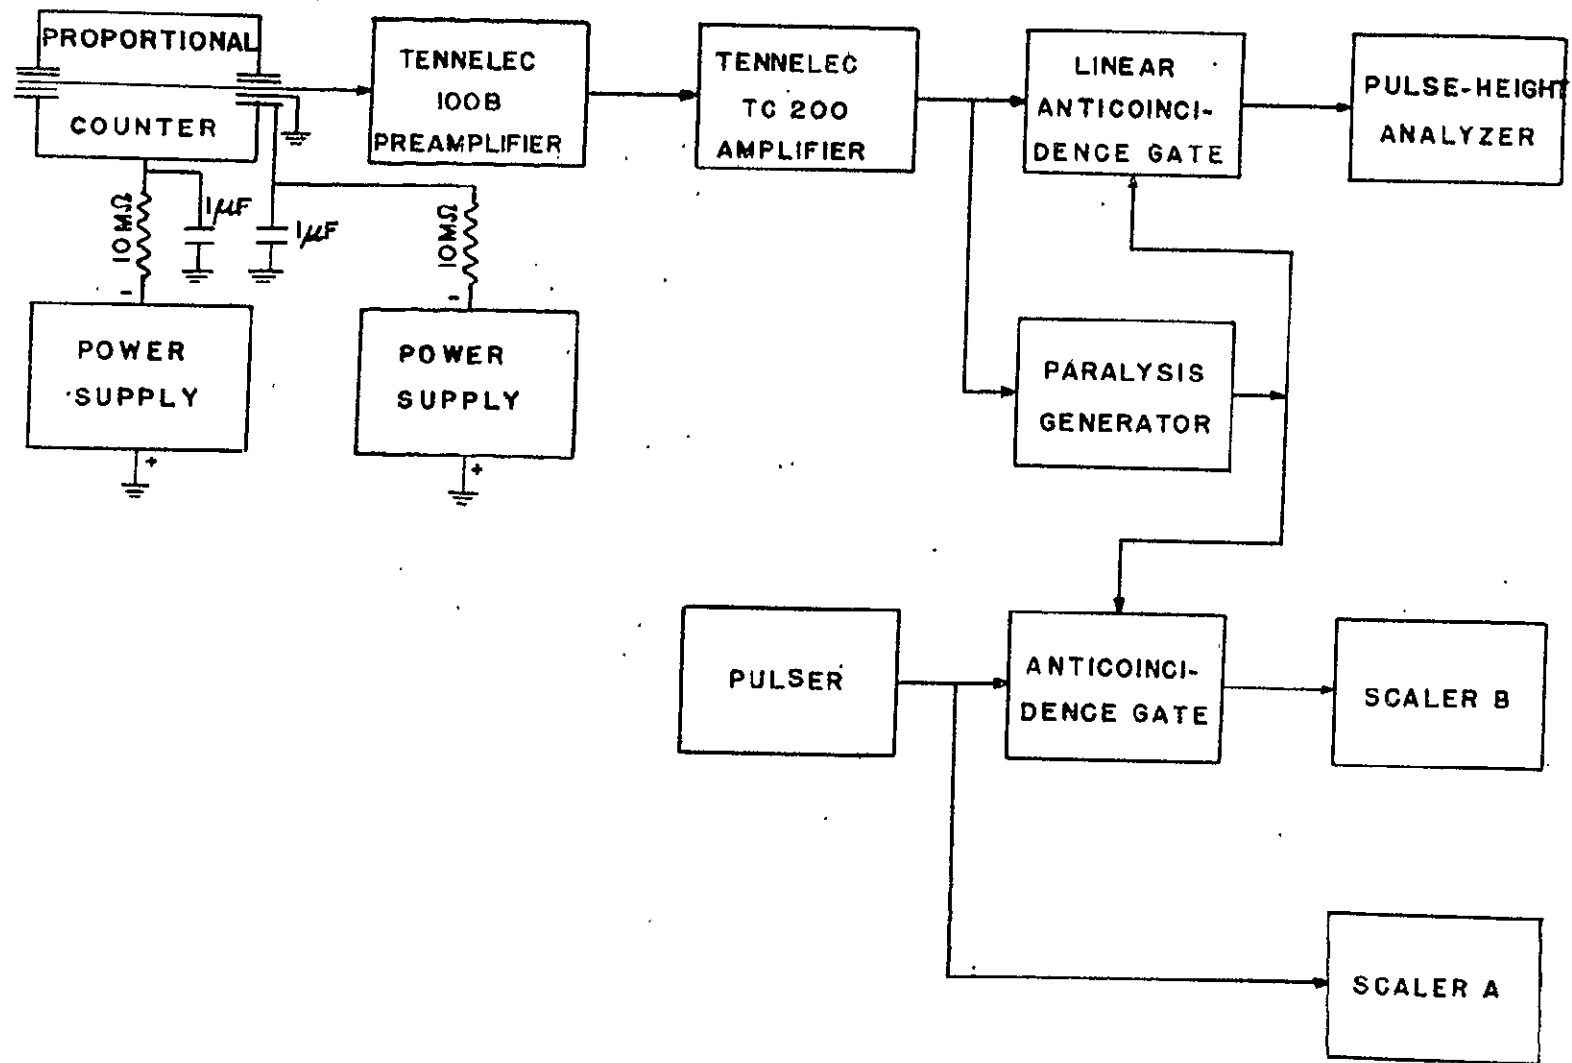 PROPORTIONAL
COUNTER
TENNELEC
100B
PREAMPLIFIER
TENNELEC
TC 200
AMPLIFIER
LINEAR
ANTICOINCI-
DENCE GATE
PULSE-HEIGHT
ANALYZER
10MΩ
1μF
1μF
10MΩ
-
-
POWER
SUPPLY
+
POWER
SUPPLY
+
PARALYSIS
GENERATOR
PULSER
ANTICOINCI-
DENCE GATE
SCALER B
SCALER A